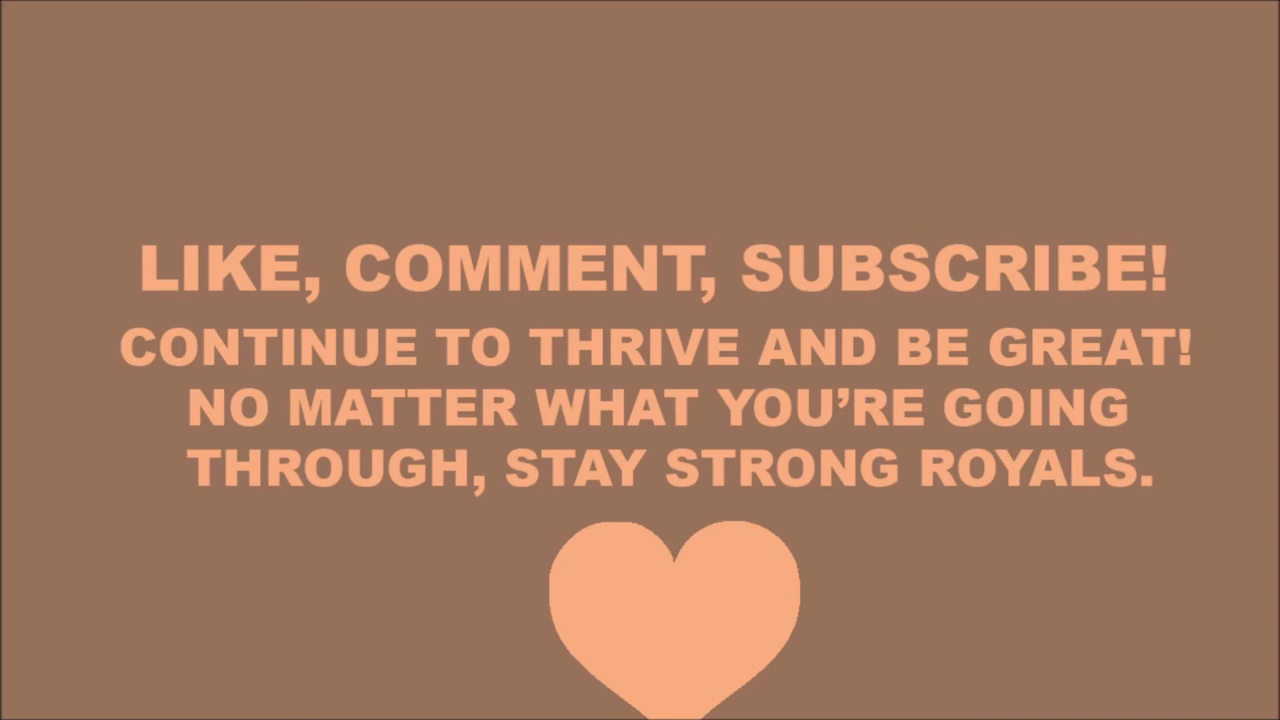 LIKE, COMMENT, SUBSCRIBE!
CONTINUE TO THRIVE AND BE GREAT!
NO MATTER WHAT YOU’RE GOING
THROUGH, STAY STRONG ROYALS.